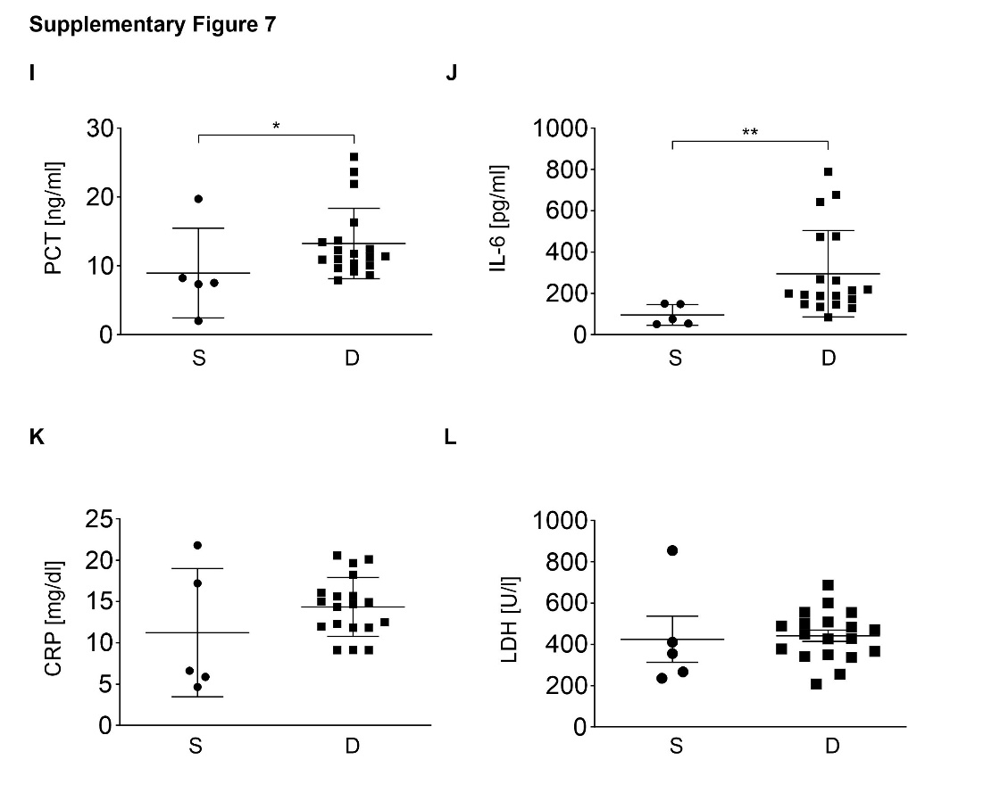 Supplementary Figure 7
I
J
*
**
PCT [ng/ml]
30
20
10
0
S
D
IL-6 [pg/ml]
1000
800
600
400
200
0
S
D
K
L
CRP [mg/dl]
25
20
15
10
5
0
S
D
LDH [U/l]
1000
800
600
400
200
0
S
D